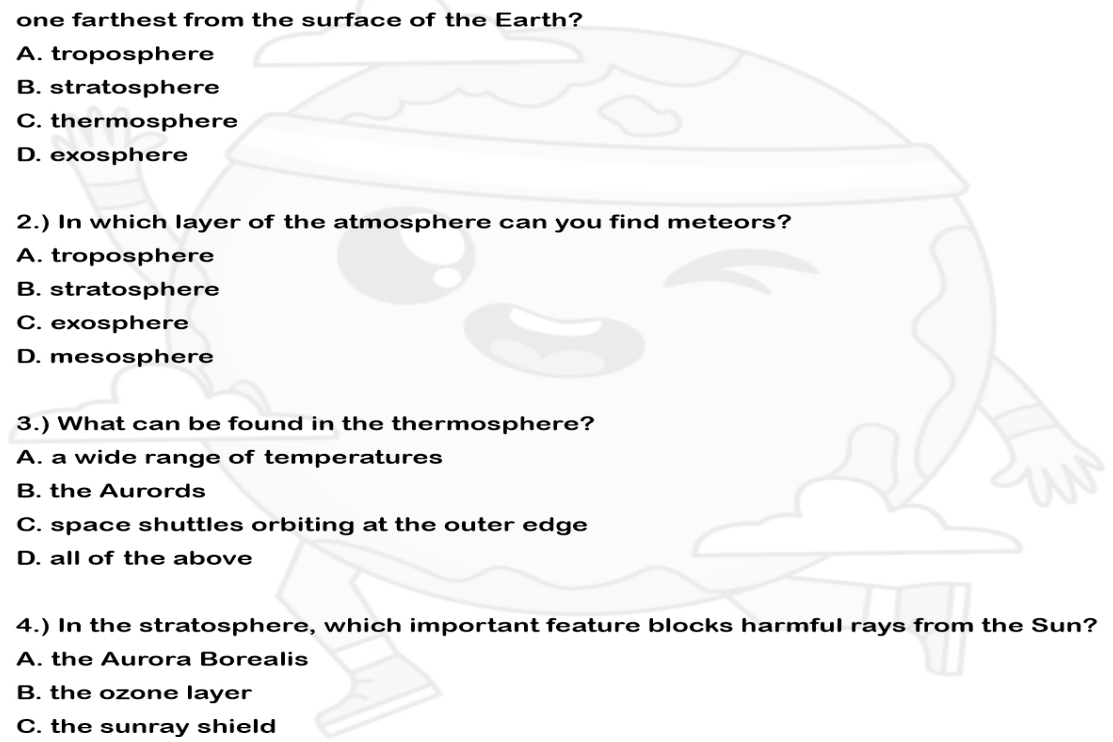 one farthest from the surface of the Earth?
A. troposphere
B. stratosphere
C. thermosphere
D. exosphere
2.) In which layer of the atmosphere can you find meteors?
A. troposphere
B. stratosphere
C. exosphere
D. mesosphere
3.) What can be found in the thermosphere?
A. a wide range of temperatures
B. the Aurords
C. space shuttles orbiting at the outer edge
D. all of the above
4.) In the stratosphere, which important feature blocks harmful rays from the Sun?
A. the Aurora Borealis
B. the ozone layer
C. the sunray shield